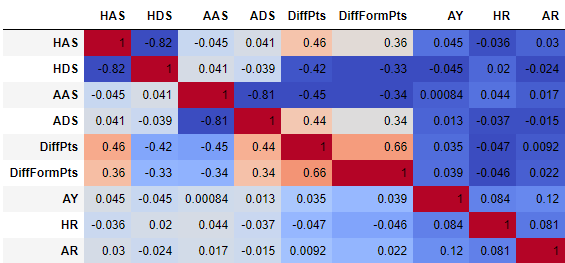 HAS HDS AAS ADS DiffPts DiffFormPts AY HR AR
HAS 1 -0.82 -0.045 0.041 0.46 0.36 0.045 -0.036 0.03
HDS -0.82 1 0.041 -0.039 -0.42 -0.33 -0.045 0.02 -0.024
AAS -0.045 0.041 1 -0.81 -0.45 -0.34 0.00084 0.044 0.017
ADS 0.041 -0.039 -0.81 1 0.44 0.34 0.013 -0.037 -0.015
DiffPts 0.46 -0.42 -0.45 0.44 1 0.66 0.035 -0.047 0.0092
DiffFormPts 0.36 -0.33 -0.34 0.34 0.66 1 0.039 -0.046 0.022
AY 0.045 -0.045 0.00084 0.013 0.035 0.039 1 0.084 0.12
HR -0.036 0.02 0.044 -0.037 -0.047 -0.046 0.084 1 0.081
AR 0.03 -0.024 0.017 -0.015 0.0092 0.022 0.12 0.081 1